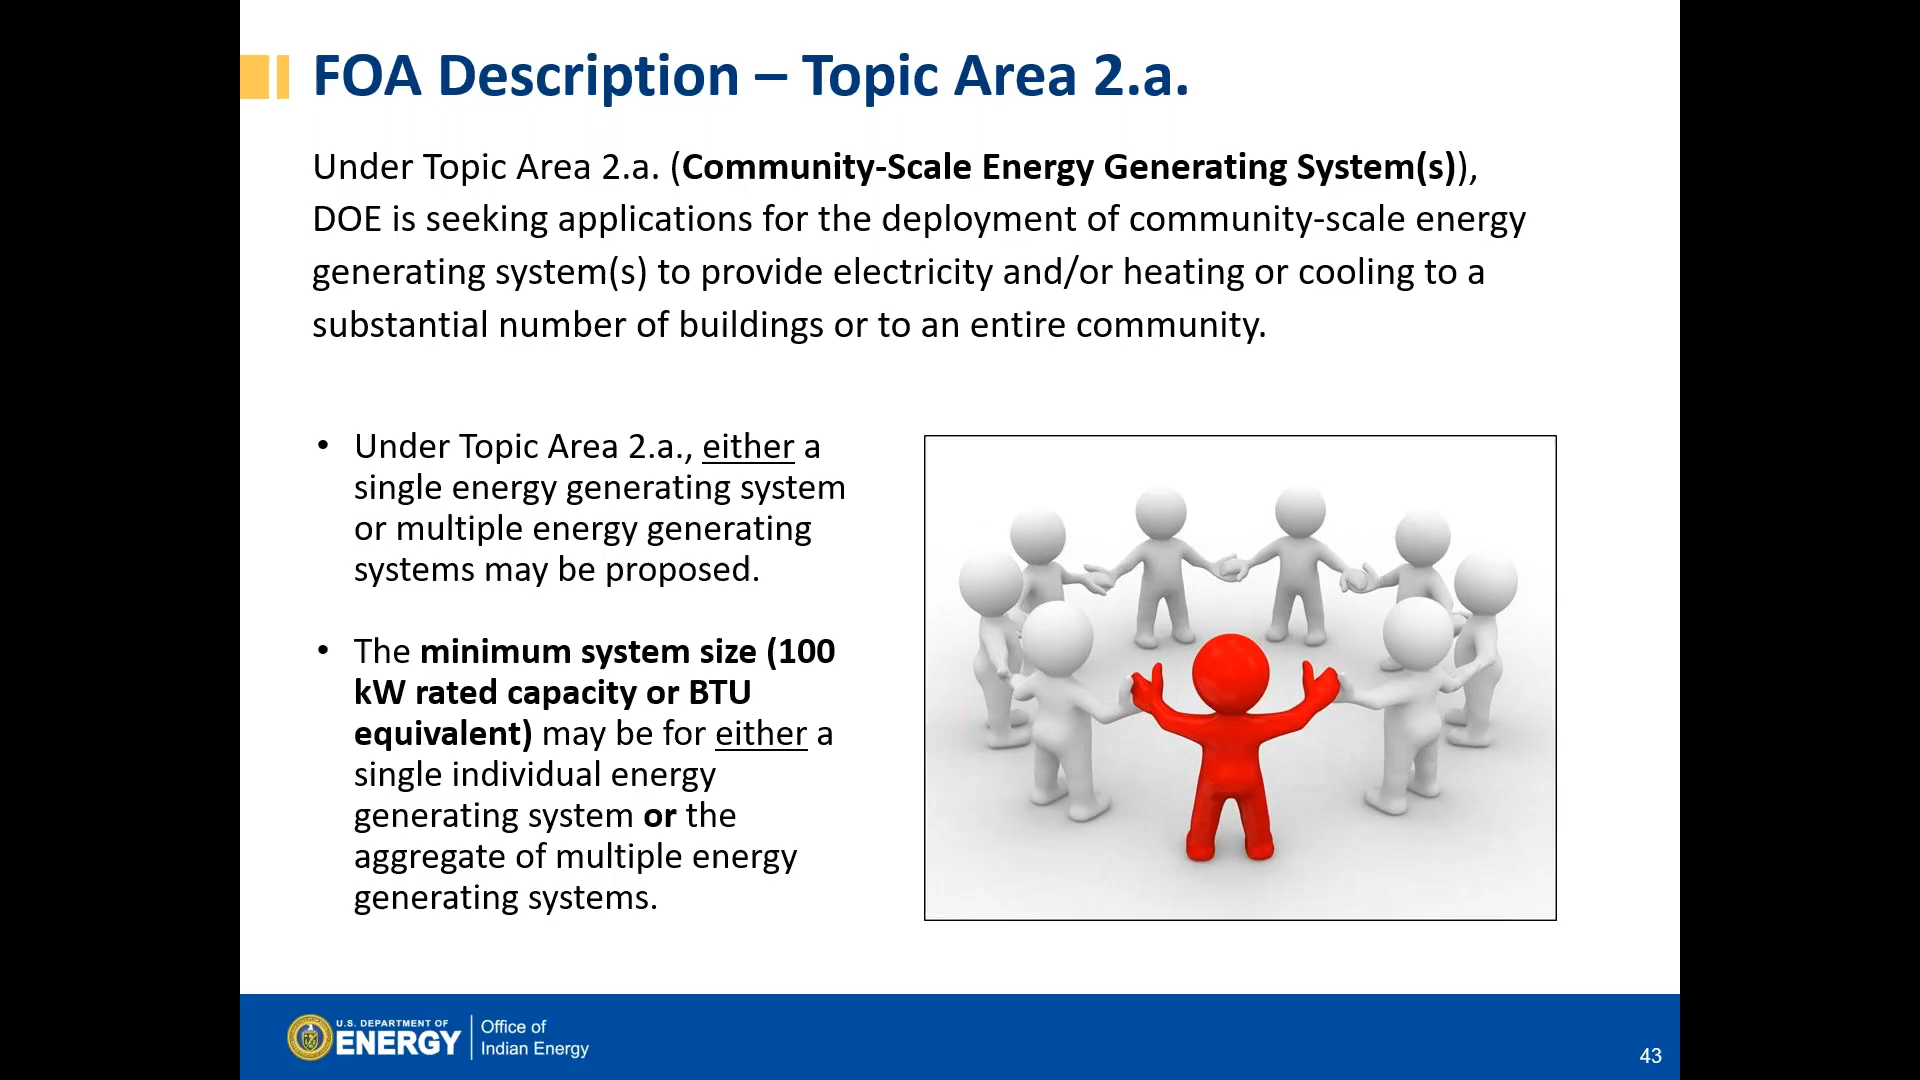 FOA Description – Topic Area 2.a.
Under Topic Area 2.a. (Community-Scale Energy Generating System(s)),
DOE is seeking applications for the deployment of community-scale energy
generating system(s) to provide electricity and/or heating or cooling to a
substantial number of buildings or to an entire community.
• Under Topic Area 2.a., either a
single energy generating system
or multiple energy generating
systems may be proposed.
• The minimum system size (100
kW rated capacity or BTU
equivalent) may be for either a
single individual energy
generating system or the
aggregate of multiple energy
generating systems.
U.S. DEPARTMENT OF
ENERGY
Office of
Indian Energy
43